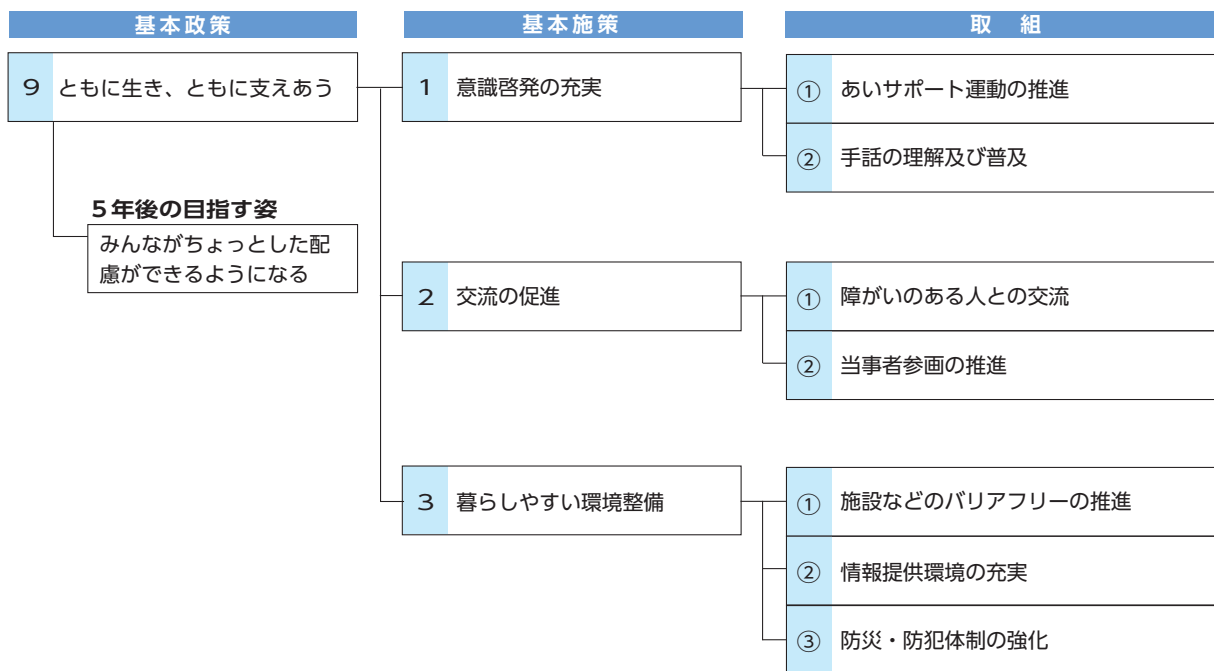 基本政策
基本施策
取　組
9 ともに生き、ともに支えあう
5年後の目指す姿
みんながちょっとした配
慮ができるようになる
1 意識啓発の充実
① あいサポート運動の推進
② 手話の理解及び普及
2 交流の促進
① 障がいのある人との交流
② 当事者参画の推進
3 暮らしやすい環境整備
① 施設などのバリアフリーの推進
② 情報提供環境の充実
③ 防災・防犯体制の強化